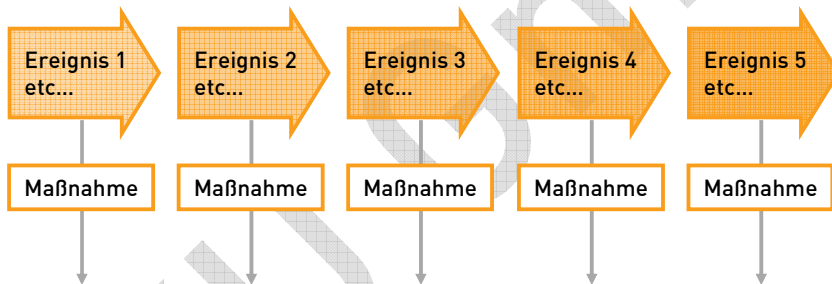 Ereignis 1
etc...
Ereignis 2
etc...
Ereignis 3
etc...
Ereignis 4
etc...
Ereignis 5
etc...
Maßnahme
Maßnahme
Maßnahme
Maßnahme
Maßnahme